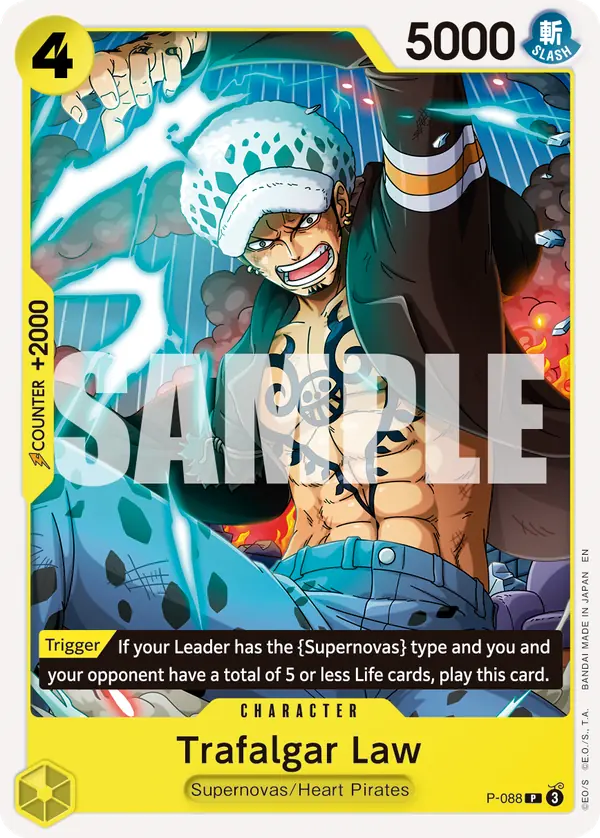 4
5000
斬
SLASH
COUNTER +2000
SAMPLE
Trigger If your Leader has the {Supernovas} type and you and
your opponent have a total of 5 or less Life cards, play this card.
CHARACTER
Trafalgar Law
Supernovas/Heart Pirates
P-088 P 3
©E.O/S ©E.O./S., T.A. BANDAI MADE IN JAPAN EN